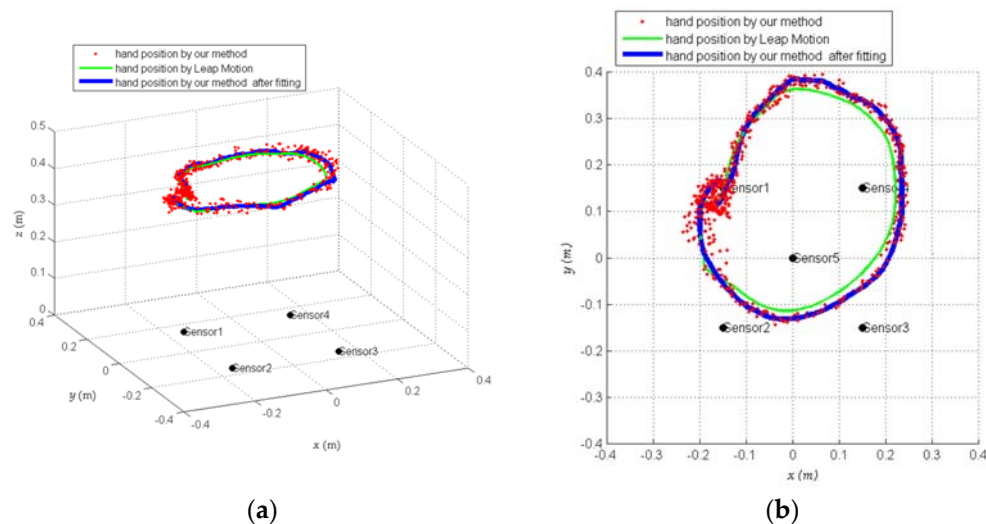 hand position by our method
hand position by Leap Motion
hand position by our method after fitting
0.5
0.4
0.3
0.2
0.1
0
z (m)
0.4
0.2
0
-0.2
-0.4
y (m)
-0.4
-0.2
0
0.2
0.4
x (m)
Sensor4
Sensor1
Sensor3
Sensor2
(a)
hand position by our method
hand position by Leap Motion
hand position by our method after fitting
0.4
0.3
0.2
0.1
0
-0.1
-0.2
-0.3
-0.4
y (m)
Sensor1
Sensor5
Sensor2
Sensor3
-0.4
-0.3
-0.2
-0.1
0
0.1
0.2
0.3
0.4
x (m)
(b)